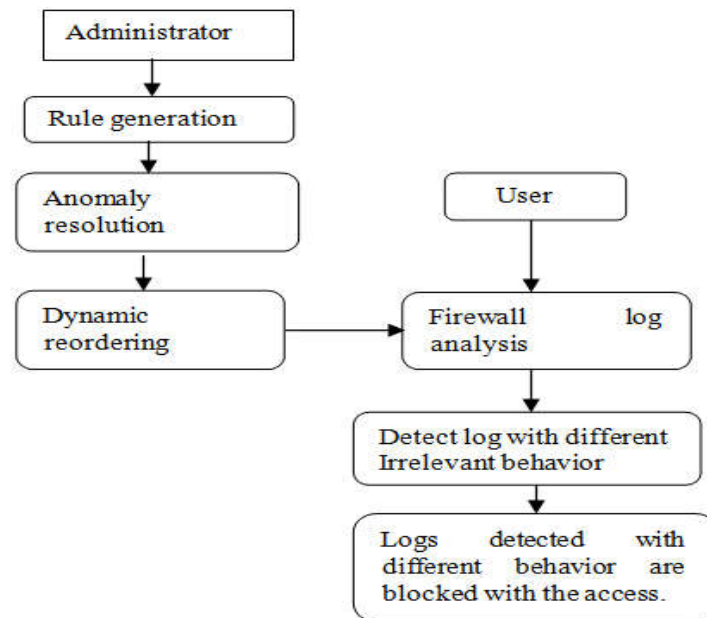 Administrator
Rule generation
Anomaly
resolution
Dynamic
reordering
User
Firewall log
analysis
Detect log with different
Irrelevant behavior
Logs detected with
different behavior are
blocked with the access.